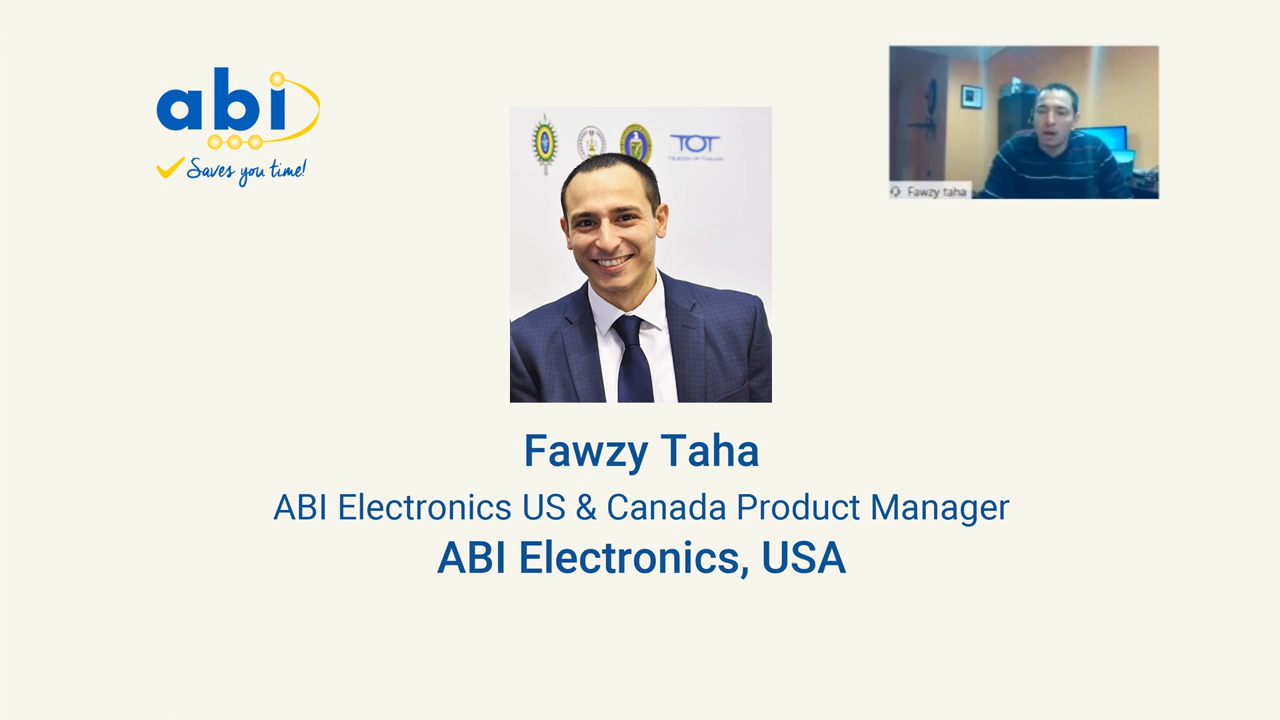 abi
Saves you time!
Fawzy taha
TOT
Fawzy Taha
ABI Electronics US & Canada Product Manager
ABI Electronics, USA